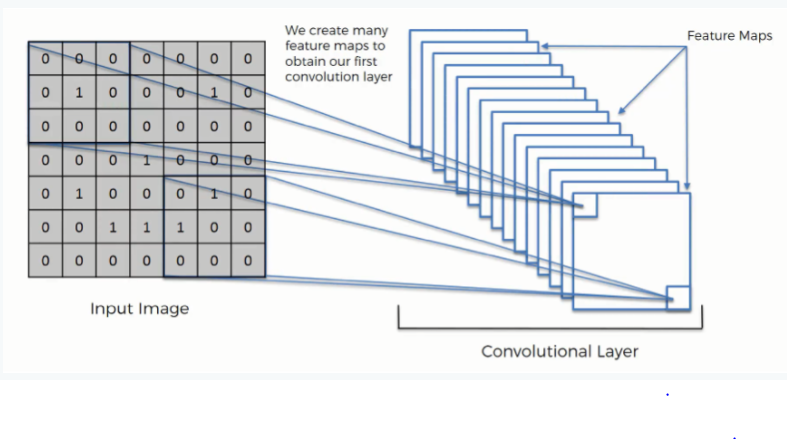 We create many
feature maps to
obtain our first
convolution layer
Feature Maps
0 0 0 0 0 0 0
0 1 0 0 0 1 0
0 0 0 0 0 0 0
0 0 0 1 0 0 0
0 1 0 0 0 1 0
0 0 1 1 1 0 0
0 0 0 0 0 0 0
Input Image
Convolutional Layer